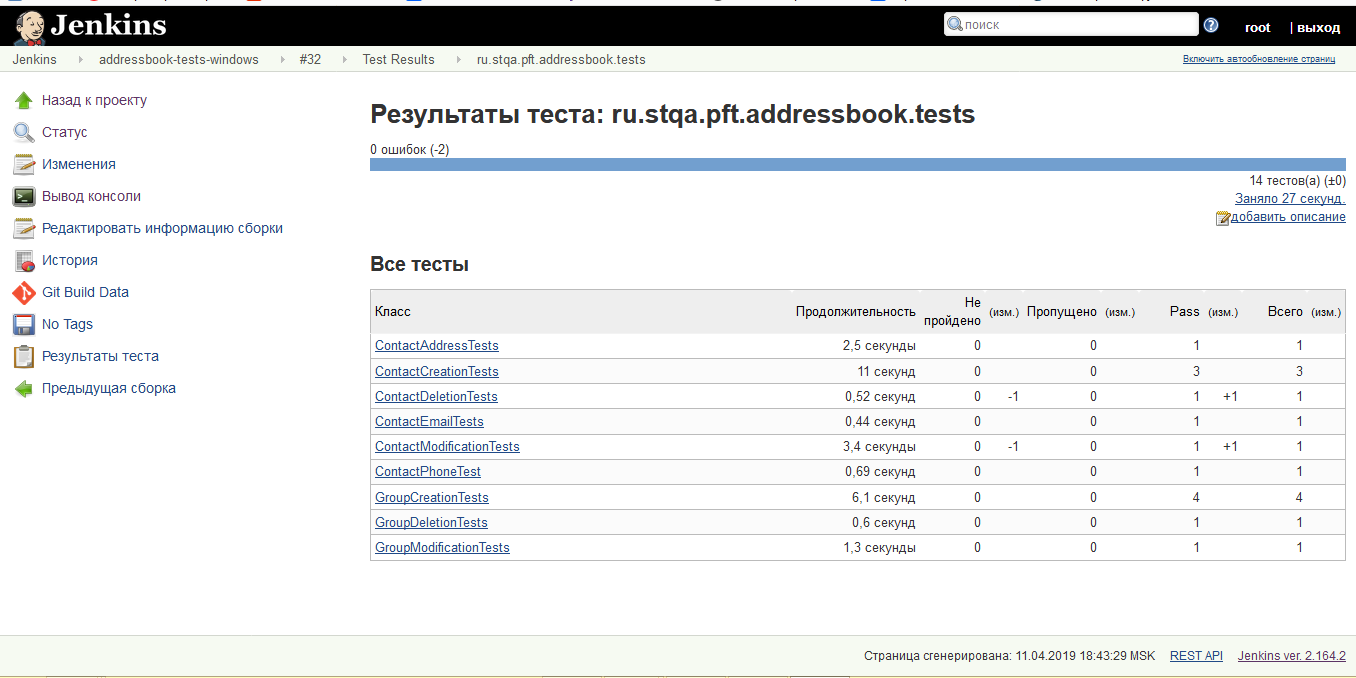 Jenkins
поиск
root
| выход
Jenkins addressbook-tests-windows #32 Test Results ru.stqa.pft.addressbook.tests
Включить автообновление страниц
Назад к проекту
Статус
Изменения
Вывод консоли
Редактировать информацию сборки
История
Git Build Data
No Tags
Результаты теста
Предыдущая сборка
Результаты теста: ru.stqa.pft.addressbook.tests
0 ошибок (-2)
14 тестов(а) (±0)
Заняло 27 секунд.
добавить описание
Все тесты
Класс Продолжительность Не пройдено (изм.) Пропущено (изм.) Pass (изм.) Всего (изм.)
ContactAddressTests 2,5 секунды 0 0 1 1
ContactCreationTests 11 секунд 0 0 3 3
ContactDeletionTests 0,52 секунд 0 -1 0 1 +1 1
ContactEmailTests 0,44 секунд 0 0 1 1
ContactModificationTests 3,4 секунды 0 -1 0 1 +1 1
ContactPhoneTest 0,69 секунд 0 0 1 1
GroupCreationTests 6,1 секунд 0 0 4 4
GroupDeletionTests 0,6 секунд 0 0 1 1
GroupModificationTests 1,3 секунды 0 0 1 1
Страница сгенерирована: 11.04.2019 18:43:29 MSK REST API Jenkins ver. 2.164.2